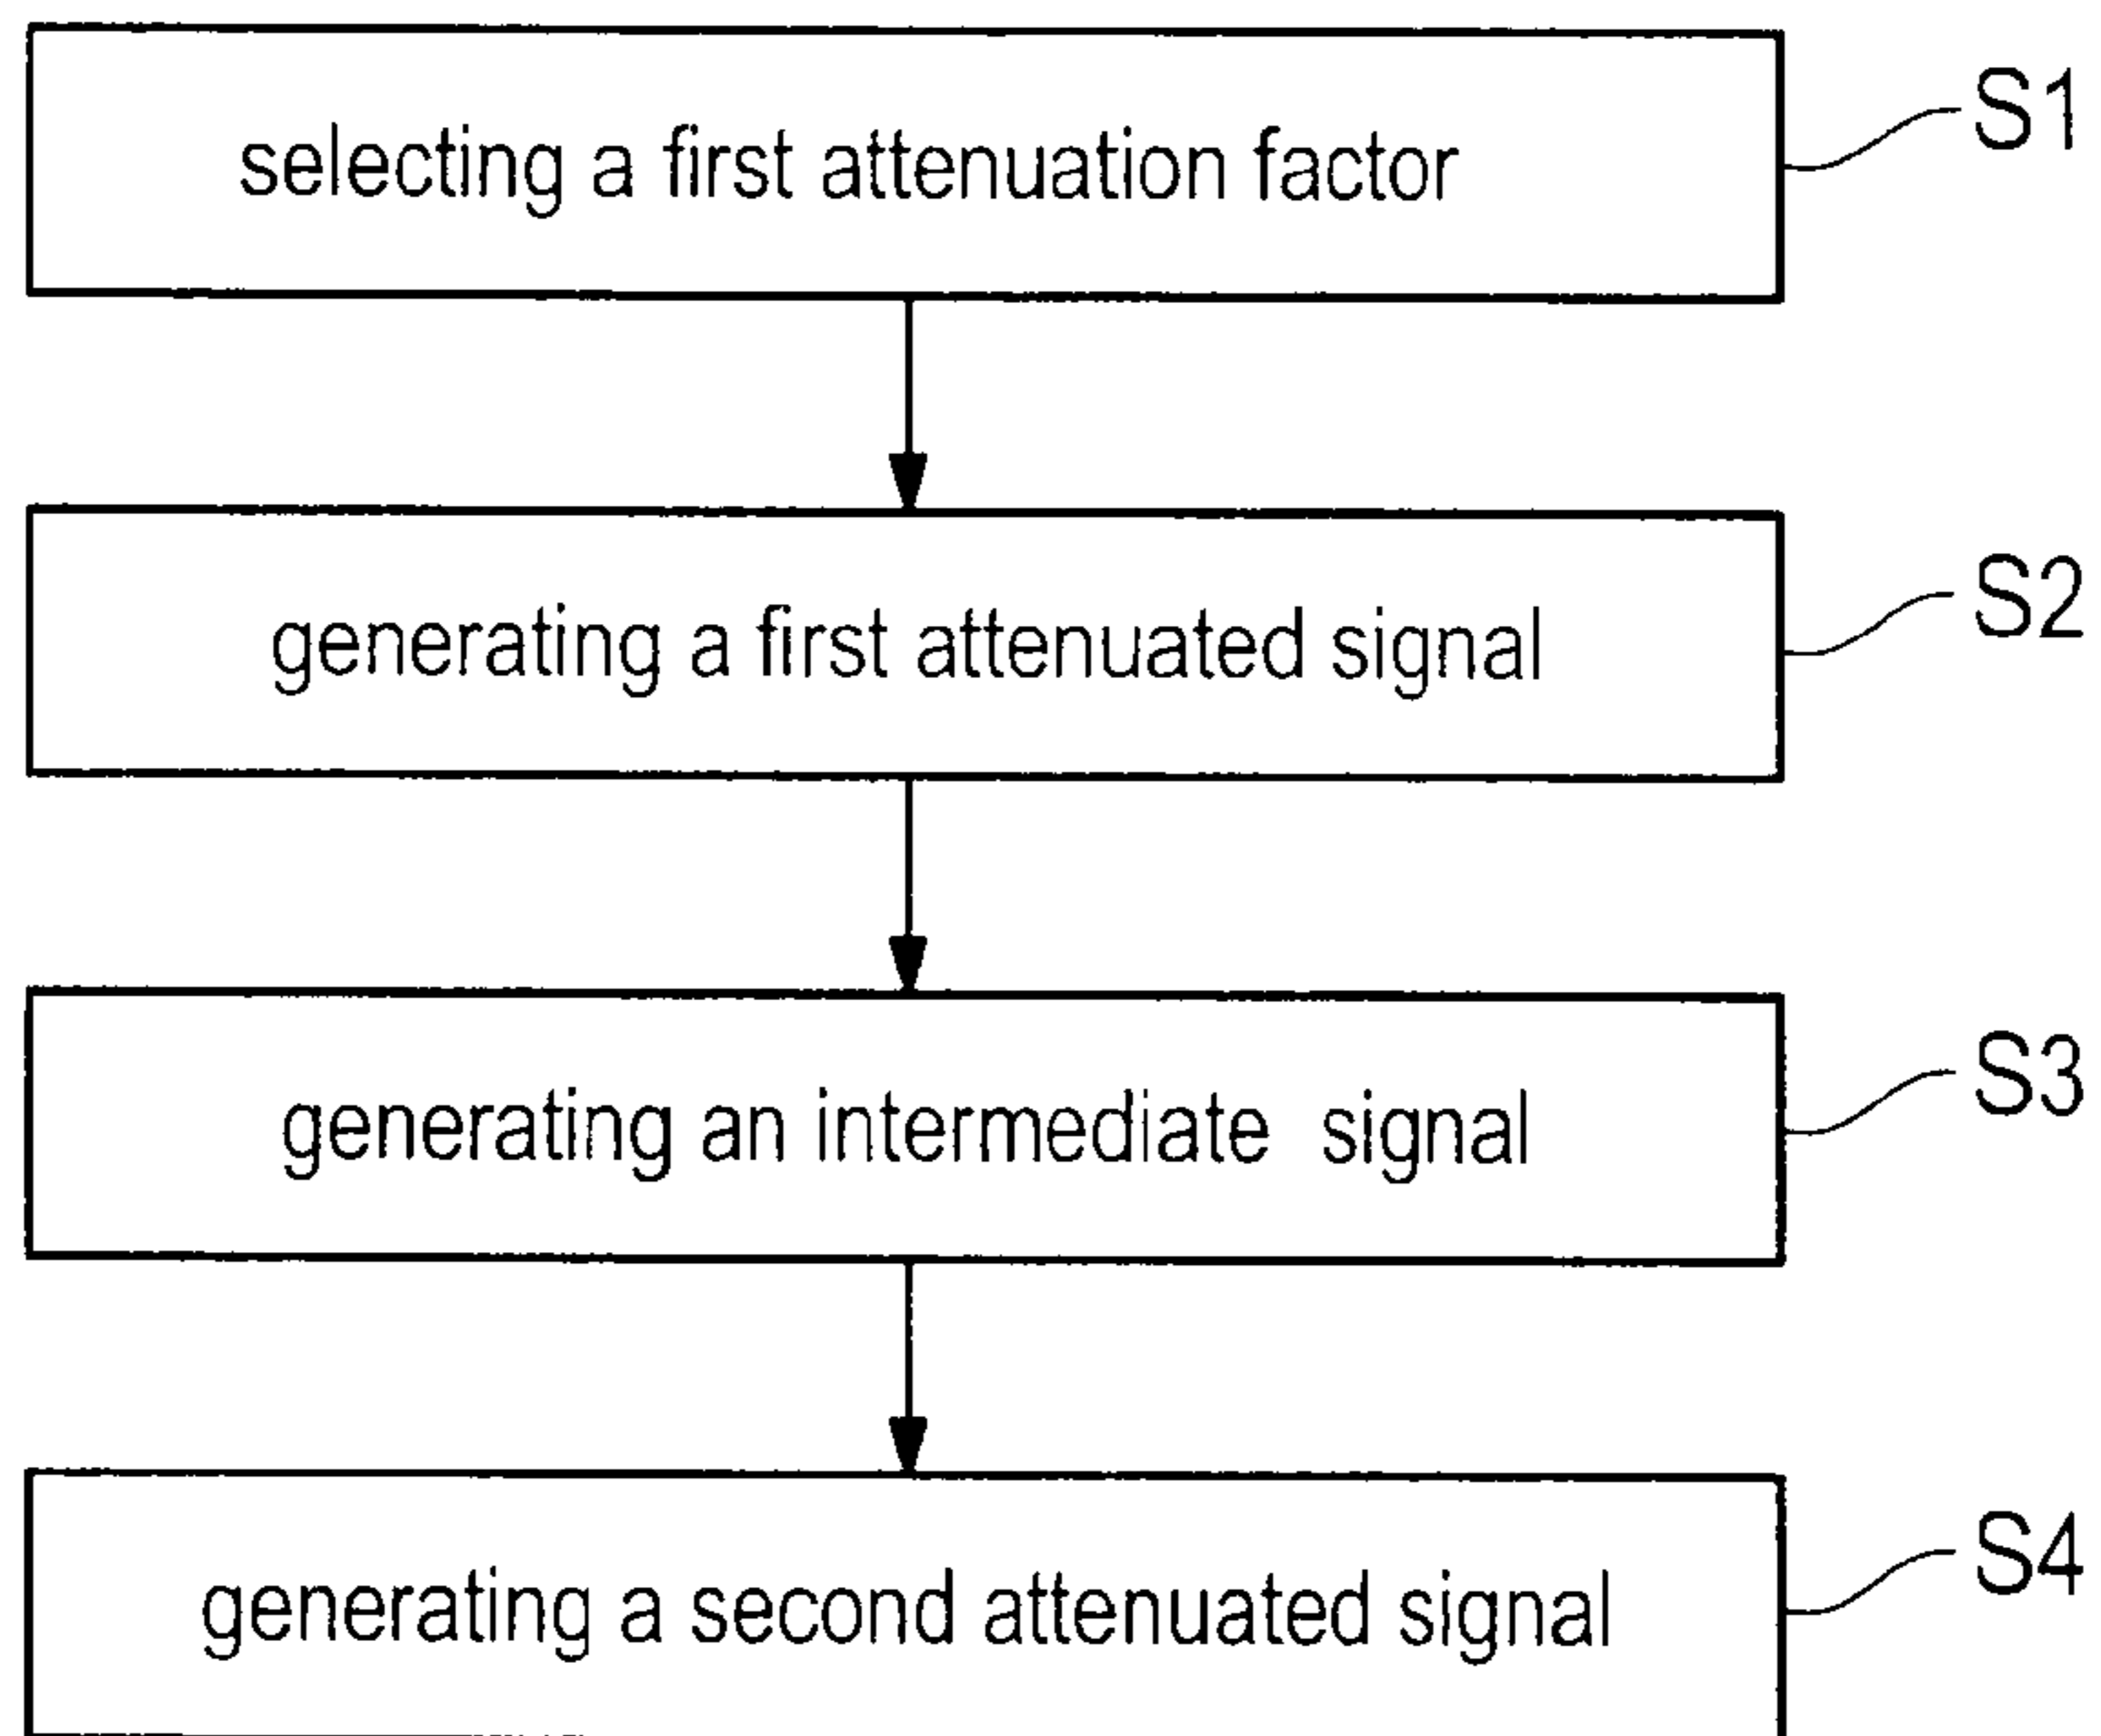 selecting a first attenuation factor
S1
generating a first attenuated signal
S2
generating an intermediate signal
S3
generating a second attenuated signal
S4